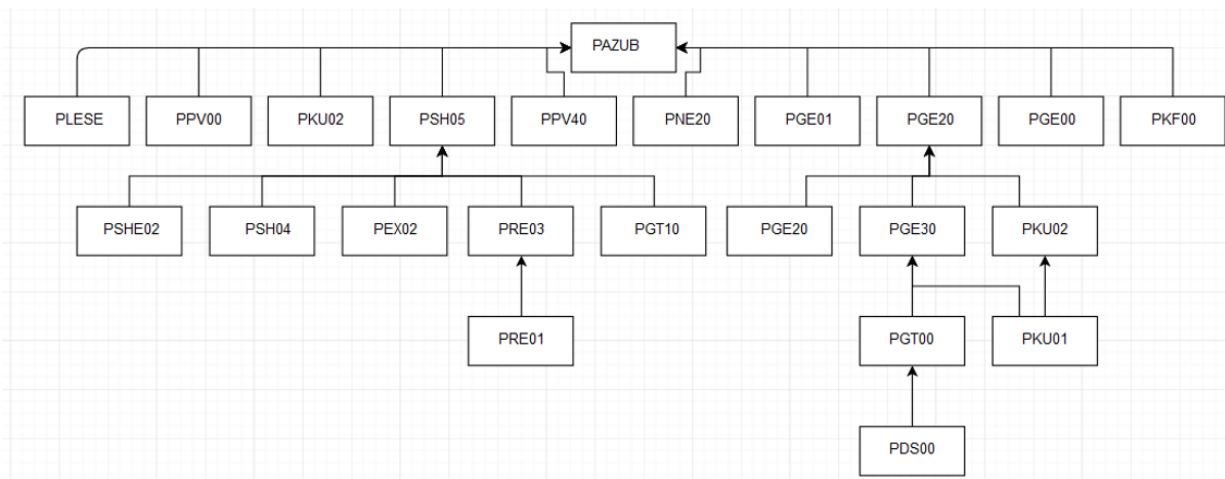 PAZUB
PLESE PPV00 PKU02 PSH05 PPV40 PNE20 PGE01 PGE20 PGE00 PKF00
PSHE02 PSH04 PEX02 PRE03 PGT10 PGE20 PGE30 PKU02
PRE01 PGT00 PKU01
PDS00